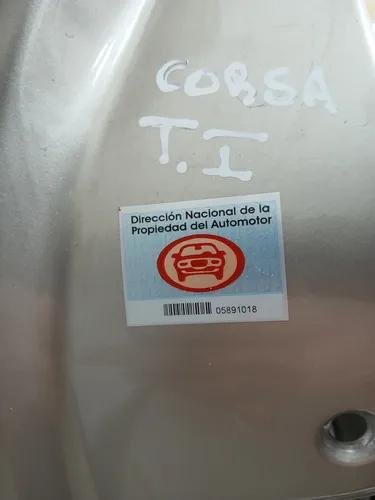 CORSA
T.I
Dirección Nacional de la
Propiedad del Automotor
05891018